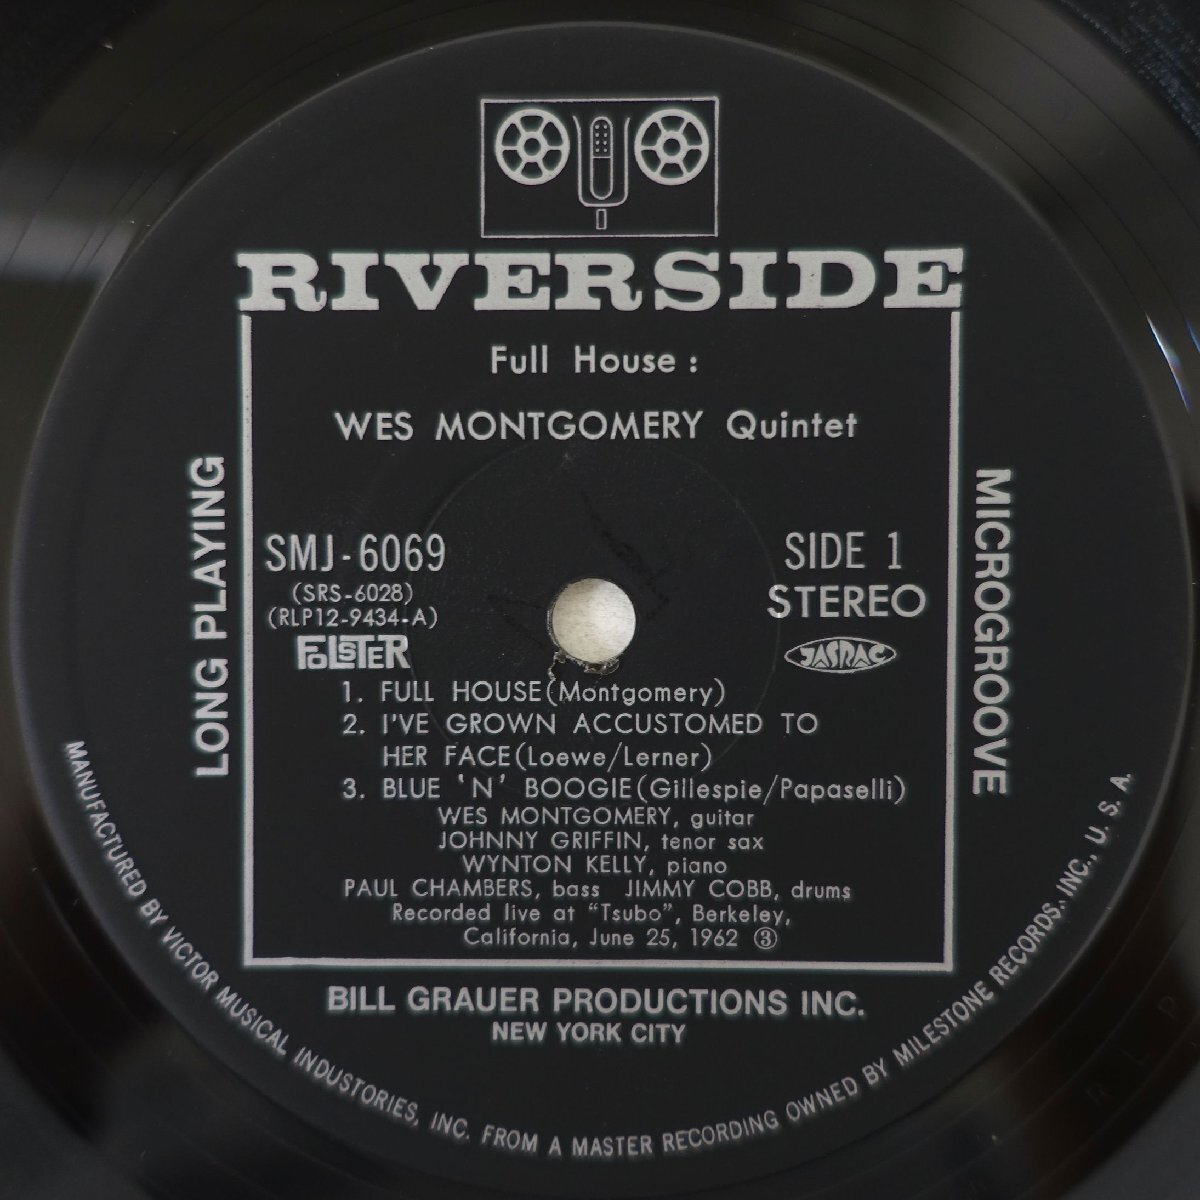 RIVERSIDE
Full House :
WES MONTGOMERY Quintet
LONG PLAYING
MICROGROOVE
SMJ-6069
(SRS-6028)
(RLP12-9434-A)
FOLSTER
SIDE 1
STEREO
JASRAC
1. FULL HOUSE(Montgomery)
2. I'VE GROWN ACCUSTOMED TO
HER FACE(Loewe/Lerner)
3. BLUE 'N' BOOGIE(Gillespie/Papaselli)
WES MONTGOMERY, guitar
JOHNNY GRIFFIN, tenor sax
WYNTON KELLY, piano
PAUL CHAMBERS, bass JIMMY COBB, drums
Recorded live at “Tsubo”, Berkeley,
California, June 25, 1962 ③
BILL GRAUER PRODUCTIONS INC.
NEW YORK CITY
MANUFACTURED BY VICTOR MUSICAL INDUSTORIES, INC. FROM A MASTER RECORDING OWNED BY MILESTONE RECORDS., INC., U. S. A.